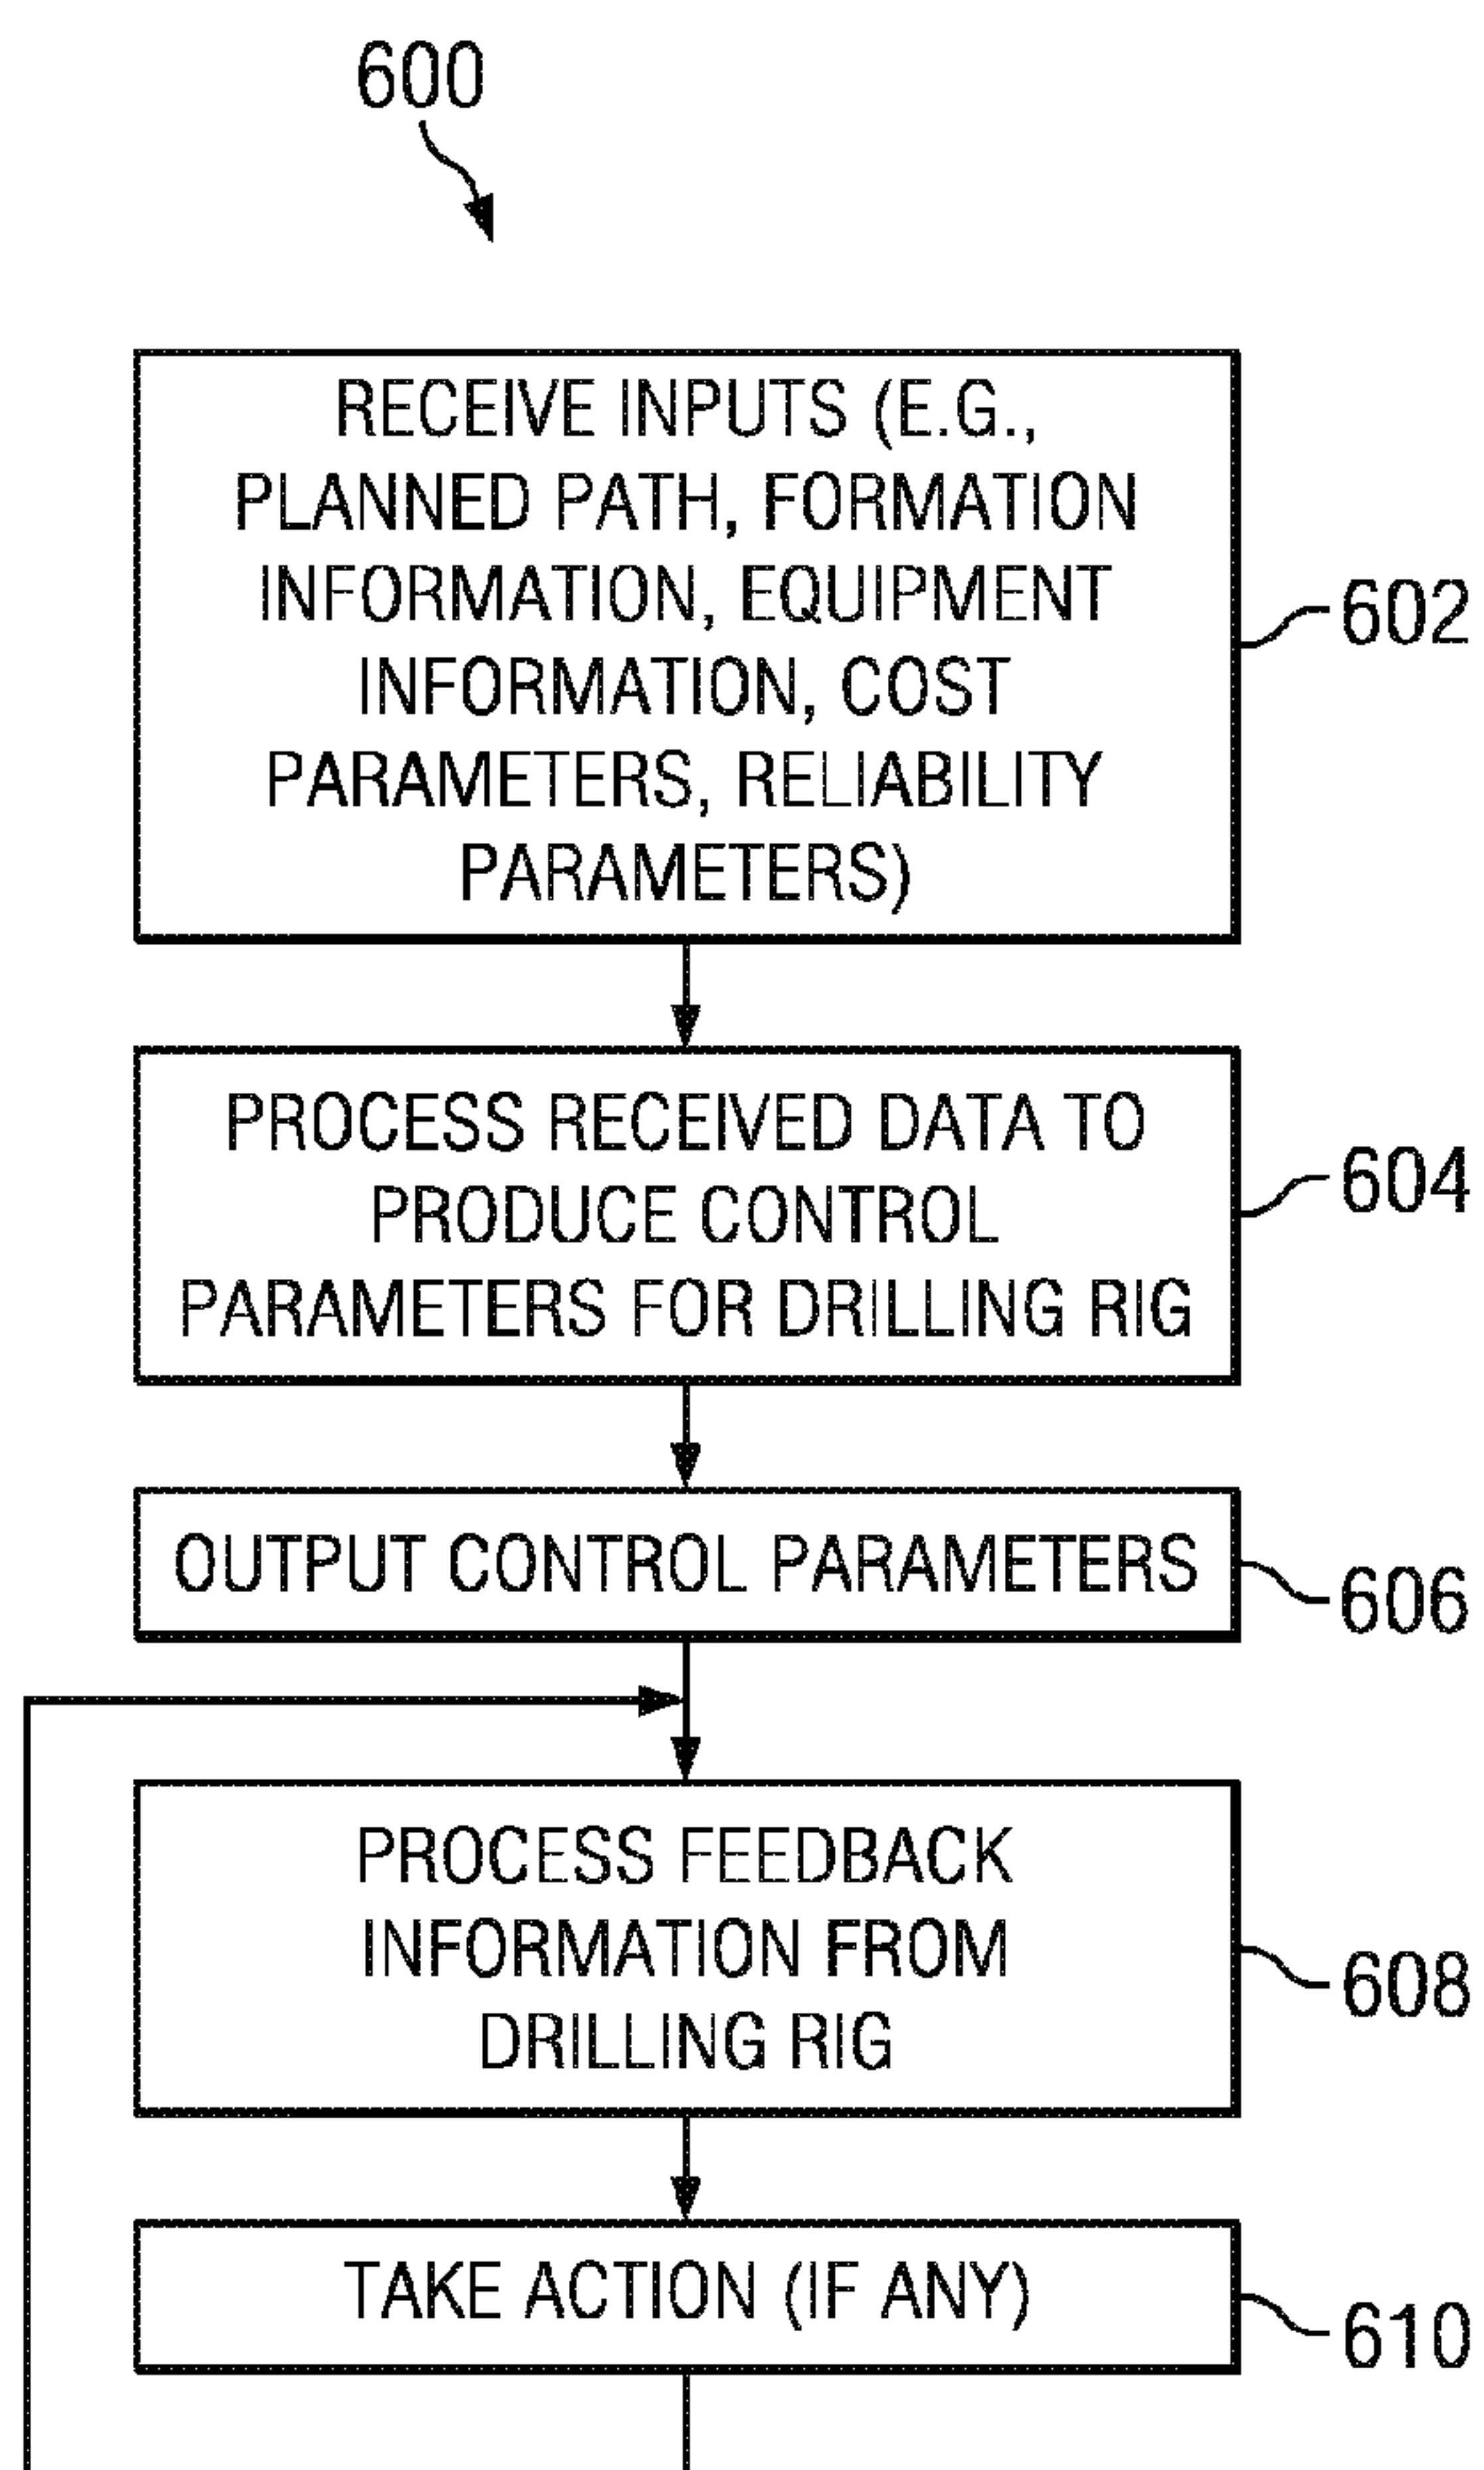 600
RECEIVE INPUTS (E.G.,
PLANNED PATH, FORMATION
INFORMATION, EQUIPMENT
INFORMATION, COST
PARAMETERS, RELIABILITY
PARAMETERS)
602
PROCESS RECEIVED DATA TO
PRODUCE CONTROL
PARAMETERS FOR DRILLING RIG
604
OUTPUT CONTROL PARAMETERS
606
PROCESS FEEDBACK
INFORMATION FROM
DRILLING RIG
608
TAKE ACTION (IF ANY)
610